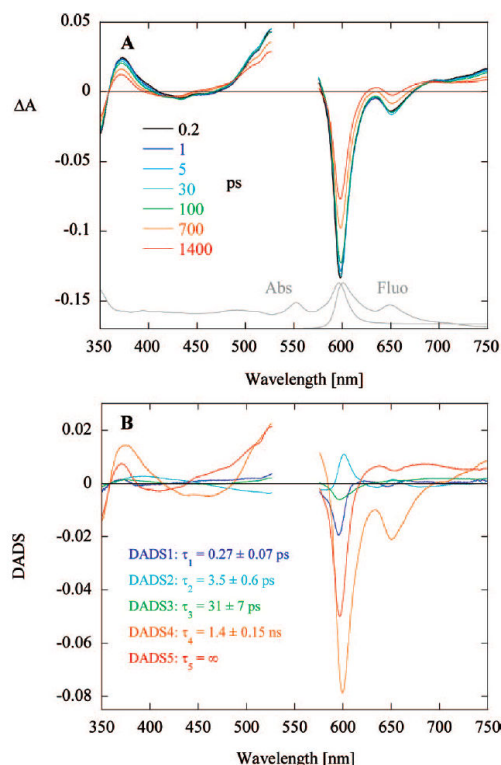 A
0.05
0
ΔA
-0.05
-0.1
-0.15
0.2
1
5
30
100
700
1400
ps
Abs
Fluo
350 400 450 500 550 600 650 700 750
Wavelength [nm]
B
0.02
0
-0.02
DADS
-0.04
-0.06
-0.08
DADS1: τ1 = 0.27 ± 0.07 ps
DADS2: τ2 = 3.5 ± 0.6 ps
DADS3: τ3 = 31 ± 7 ps
DADS4: τ4 = 1.4 ± 0.15 ns
DADS5: τ5 = ∞
350 400 450 500 550 600 650 700 750
Wavelength [nm]